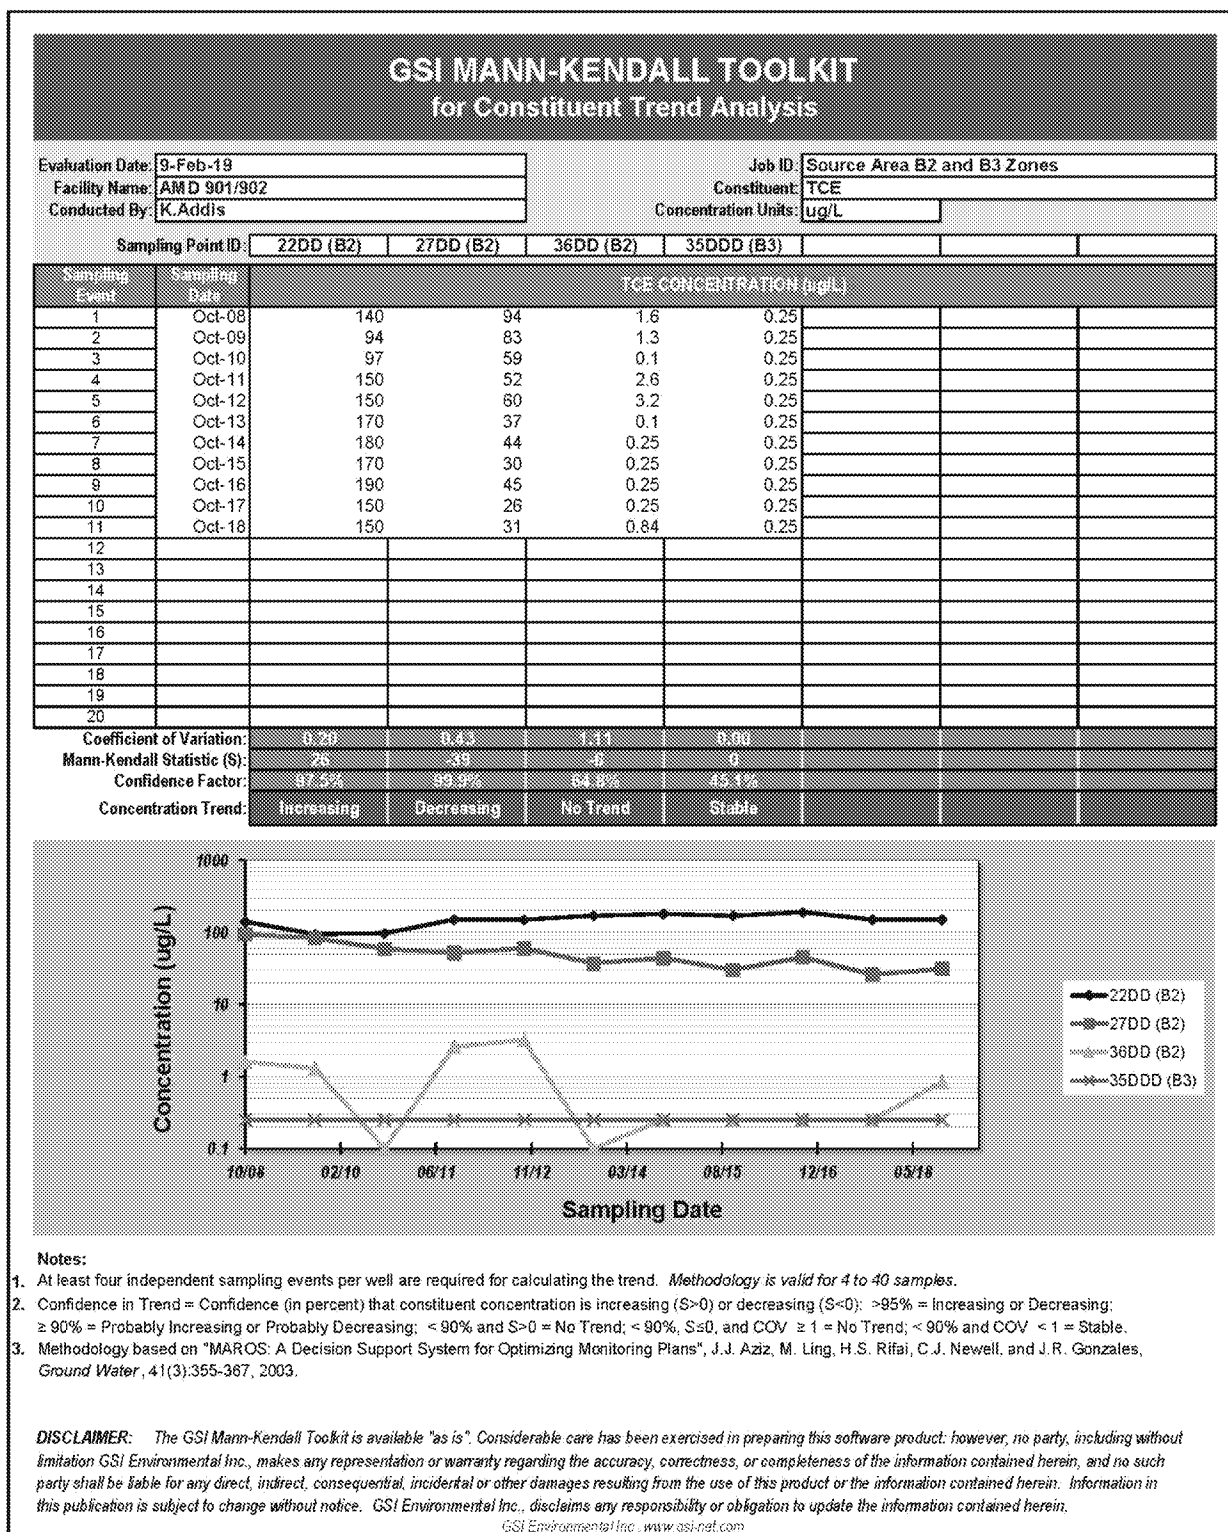 GSI MANN-KENDALL TOOLKIT
for Constituent Trend Analysis
Evaluation Date: 9-Feb-19 Job ID: Source Area B2 and B3 Zones
Facility Name: AMD 901/902 Constituent: TCE
Conducted By: K.Addis Concentration Units: ug/L
Sampling Point ID: 22DD (B2) 27DD (B2) 36DD (B2) 35DDD (B3)
Sampling Event Sampling Date TCE CONCENTRATION (ug/L)
1 Oct-08 140 94 1.6 0.25
2 Oct-09 94 83 1.3 0.25
3 Oct-10 97 59 0.1 0.25
4 Oct-11 150 52 2.6 0.25
5 Oct-12 150 60 3.2 0.25
6 Oct-13 170 37 0.1 0.25
7 Oct-14 180 44 0.25 0.25
8 Oct-15 170 30 0.25 0.25
9 Oct-16 190 45 0.25 0.25
10 Oct-17 150 26 0.25 0.25
11 Oct-18 150 31 0.84 0.25
12
13
14
15
16
17
18
19
20
Coefficient of Variation: 0.20 0.43 1.11 0.00
Mann-Kendall Statistic (S): 26 -39 0
Confidence Factor: 97.5% 99.9% 64.8% 45.1%
Concentration Trend: Increasing Decreasing No Trend Stable
1000
100
10
1
0.1
Concentration (ug/L)
10/08 02/10 06/11 11/12 03/14 08/15 12/16 05/18
Sampling Date
22DD (B2)
27DD (B2)
36DD (B2)
35DDD (B3)
Notes:
1. At least four independent sampling events per well are required for calculating the trend. Methodology is valid for 4 to 40 samples.
2. Confidence in Trend = Confidence (in percent) that constituent concentration is increasing (S>0) or decreasing (S<0): >95% = Increasing or Decreasing;
≥ 90% = Probably Increasing or Probably Decreasing; < 90% and S>0 = No Trend; < 90%, S≤0, and COV ≥ 1 = No Trend; < 90% and COV < 1 = Stable.
3. Methodology based on "MAROS: A Decision Support System for Optimizing Monitoring Plans", J.J. Aziz, M. Ling, H.S. Rifai, C.J. Newell, and J.R. Gonzales,
Ground Water, 41(3):355-367, 2003.
DISCLAIMER: The GSI Mann-Kendall Toolkit is available "as is". Considerable care has been exercised in preparing this software product; however, no party, including without
limitation GSI Environmental Inc., makes any representation or warranty regarding the accuracy, correctness, or completeness of the information contained herein, and no such
party shall be liable for any direct, indirect, consequential, incidental or other damages resulting from the use of this product or the information contained herein. Information in
this publication is subject to change without notice. GSI Environmental Inc., disclaims any responsibility or obligation to update the information contained herein.
GSI Environmental Inc., www.gsi-net.com